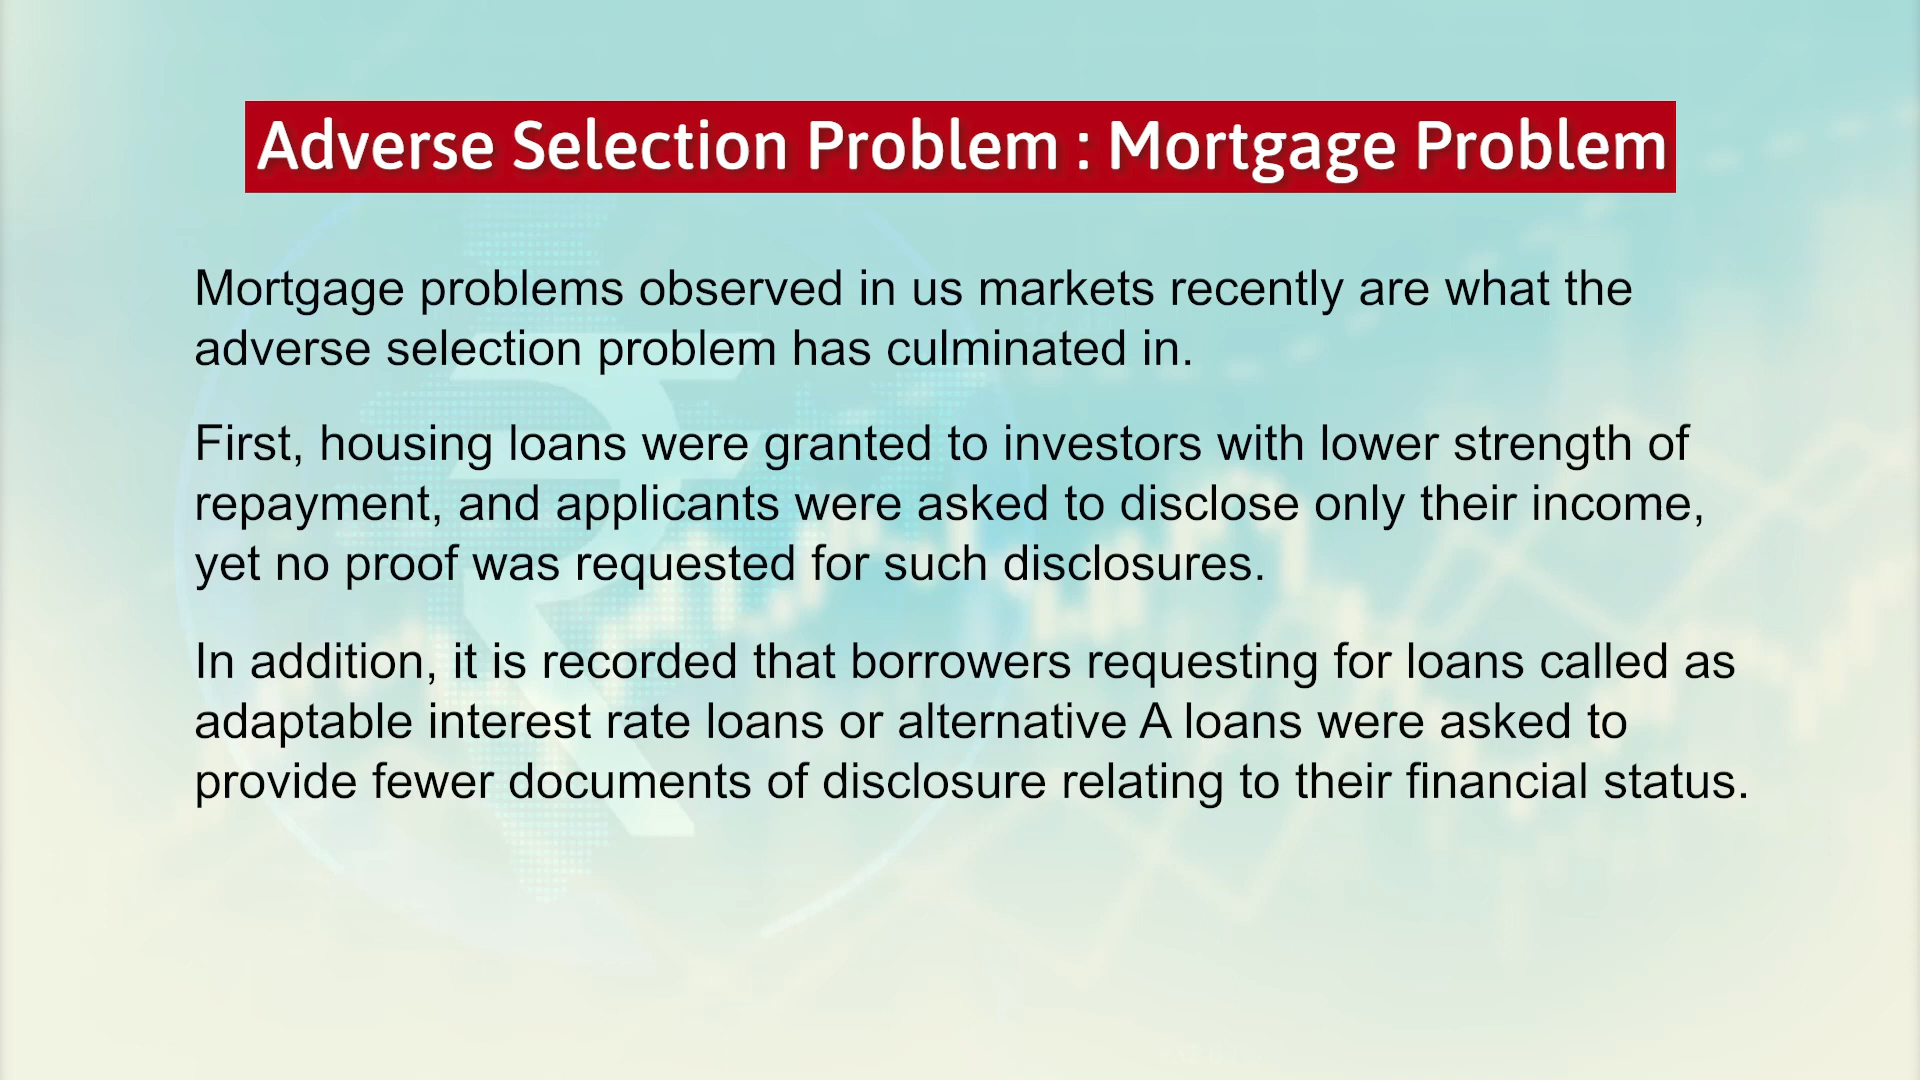 Adverse Selection Problem : Mortgage Problem
Mortgage problems observed in us markets recently are what the
adverse selection problem has culminated in.
First, housing loans were granted to investors with lower strength of
repayment, and applicants were asked to disclose only their income,
yet no proof was requested for such disclosures.
In addition, it is recorded that borrowers requesting for loans called as
adaptable interest rate loans or alternative A loans were asked to
provide fewer documents of disclosure relating to their financial status.